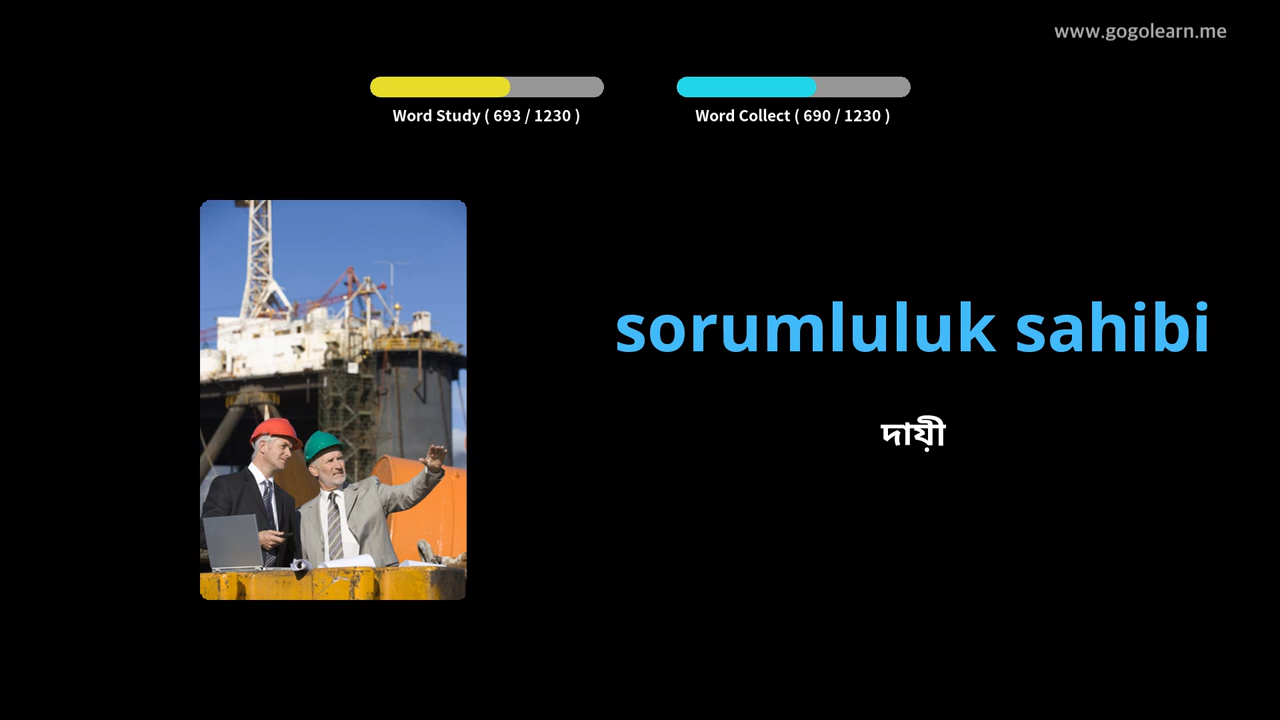 www.gogolearn.me
Word Study ( 693 / 1230 )
Word Collect ( 690 / 1230 )
sorumluluk sahibi
দায়ী